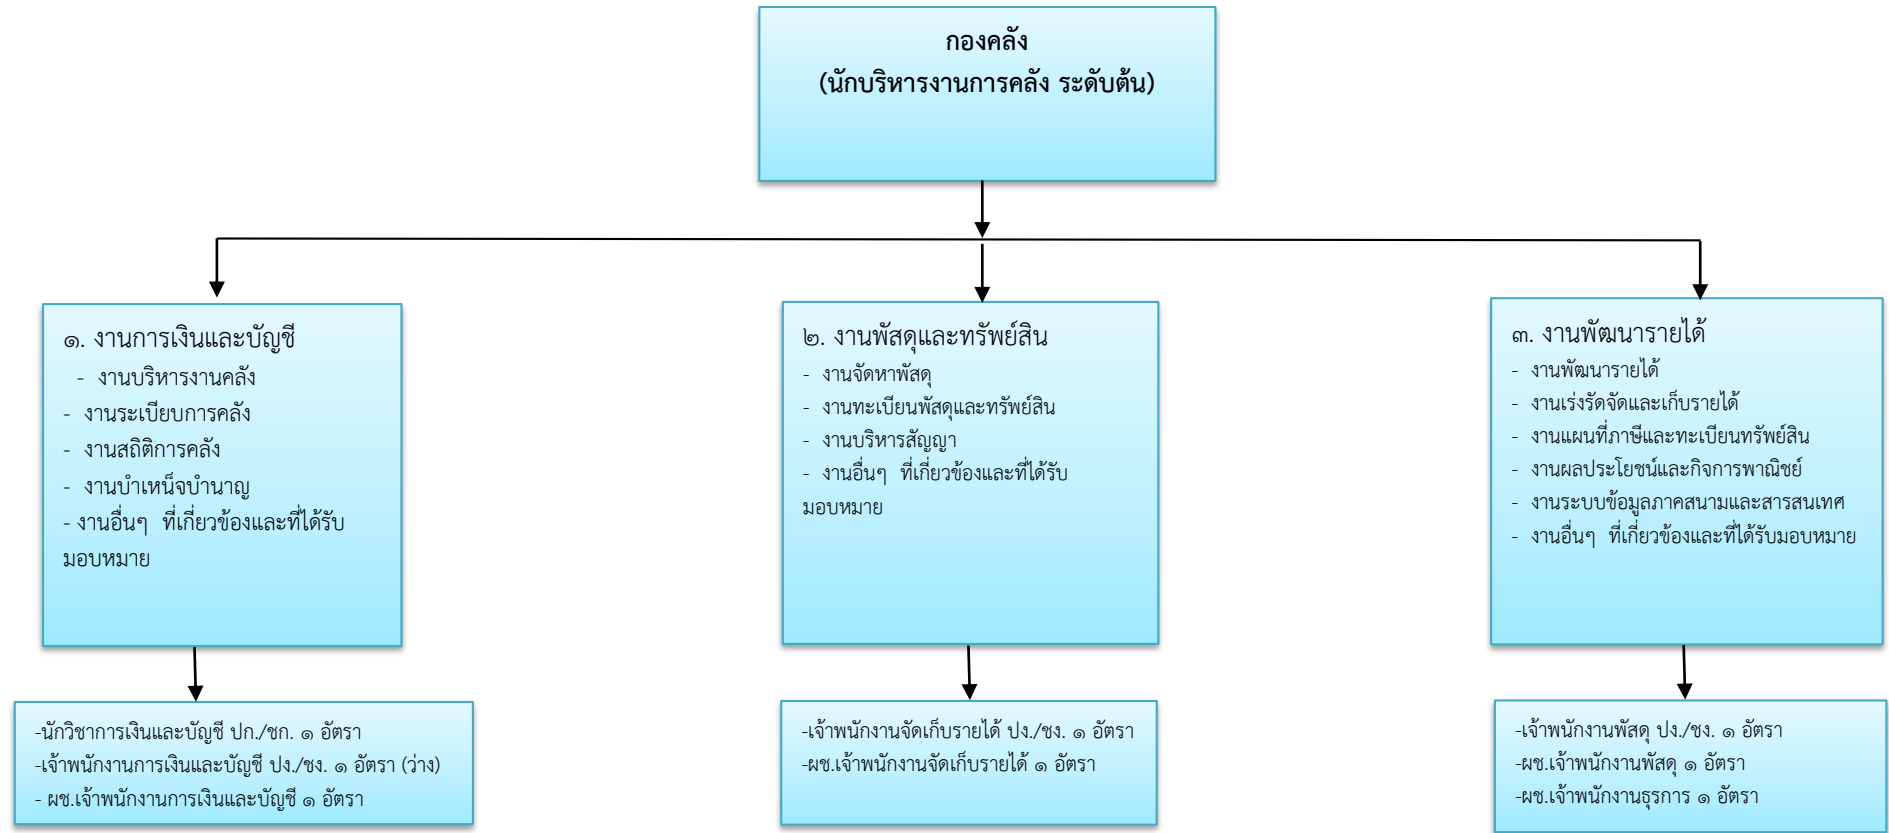 กองคลัง
(นักบริหารงานการคลัง ระดับต้น)
๑. งานการเงินและบัญชี
- งานบริหารงานคลัง
- งานระเบียบการคลัง
- งานสถิติการคลัง
- งานบำเหน็จบำนาญ
- งานอื่นๆ ที่เกี่ยวข้องและที่ได้รับ
มอบหมาย
๒. งานพัสดุและทรัพย์สิน
- งานจัดหาพัสดุ
- งานทะเบียนพัสดุและทรัพย์สิน
- งานบริหารสัญญา
- งานอื่นๆ ที่เกี่ยวข้องและที่ได้รับ
มอบหมาย
๓. งานพัฒนารายได้
- งานพัฒนารายได้
- งานเร่งรัดจัดและเก็บรายได้
- งานแผนที่ภาษีและทะเบียนทรัพย์สิน
- งานผลประโยชน์และกิจการพาณิชย์
- งานระบบข้อมูลภาคสนามและสารสนเทศ
- งานอื่นๆ ที่เกี่ยวข้องและที่ได้รับมอบหมาย
-นักวิชาการเงินและบัญชี ปก./ชก. ๑ อัตรา
-เจ้าพนักงานการเงินและบัญชี ปง./ชง. ๑ อัตรา (ว่าง)
- ผช.เจ้าพนักงานการเงินและบัญชี ๑ อัตรา
-เจ้าพนักงานจัดเก็บรายได้ ปง./ชง. ๑ อัตรา
-ผช.เจ้าพนักงานจัดเก็บรายได้ ๑ อัตรา
-เจ้าพนักงานพัสดุ ปง./ชง. ๑ อัตรา
-ผช.เจ้าพนักงานพัสดุ ๑ อัตรา
-ผช.เจ้าพนักงานธุรการ ๑ อัตรา